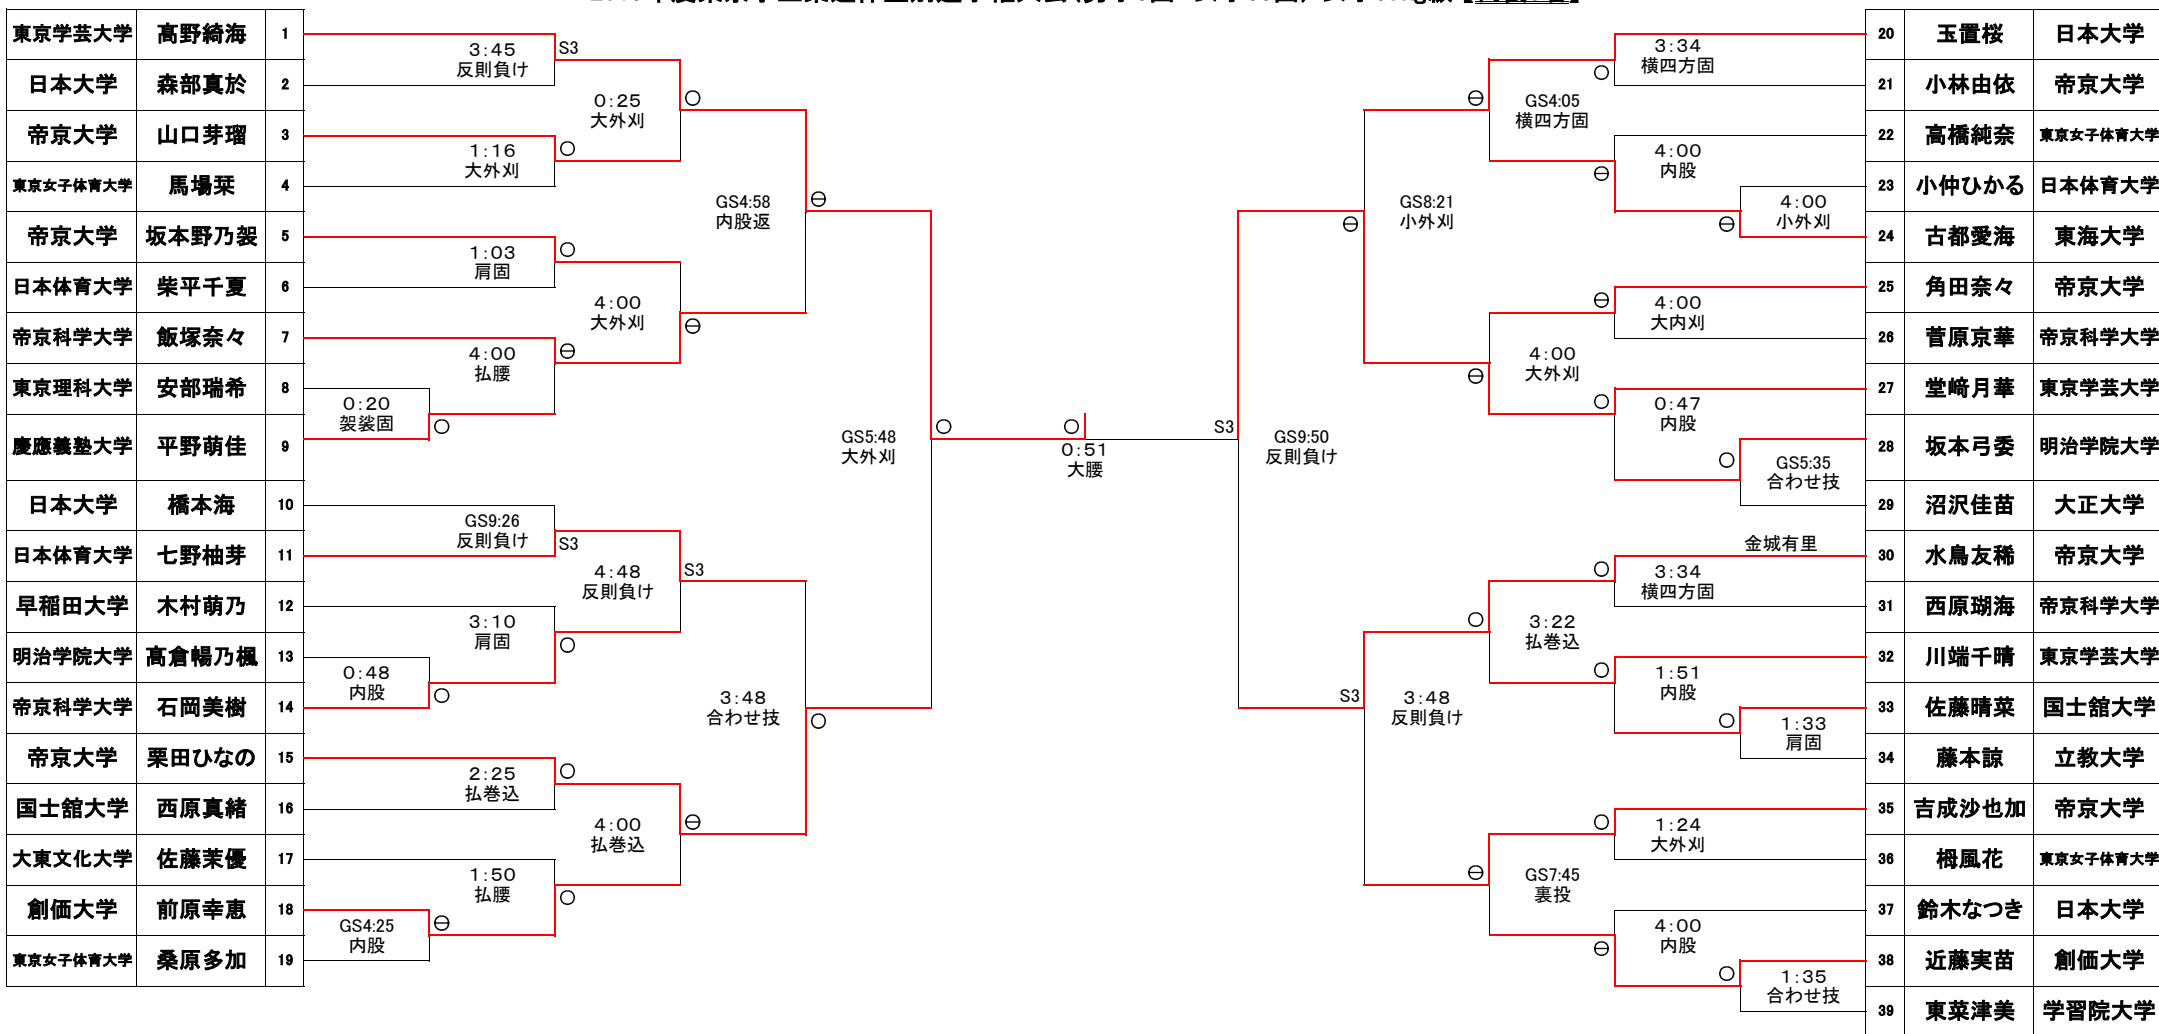 東京学芸大学 髙野綺海 1
日本大学 森部真於 2
帝京大学 山口芽瑠 3
東京女子体育大学 馬場菜 4
帝京大学 坂本野乃袈 5
日本体育大学 柴平千夏 6
帝京科学大学 飯塚奈々 7
東京理科大学 安部瑞希 8
慶應義塾大学 平野萌佳 9
日本大学 橋本海 10
日本体育大学 七野柚芽 11
早稲田大学 木村萌乃 12
明治学院大学 髙倉暢乃楓 13
帝京科学大学 石岡美樹 14
帝京大学 栗田ひなの 15
国士舘大学 西原真緒 16
大東文化大学 佐藤茉優 17
創価大学 前原幸恵 18
東京女子体育大学 桑原多加 19
0:20
袈裟固
○
0:48
内股
○
GS4:25
内股
⊖
3:45
反則負け
S3
1:16
大外刈
○
1:03
肩固
○
4:00
払腰
⊖
GS9:26
反則負け
S3
3:10
肩固
○
2:25
払巻込
○
1:50
払腰
○
0:25
大外刈
○
4:00
大外刈
⊖
4:48
反則負け
S3
4:00
払巻込
⊖
GS4:58
内股返
⊖
3:48
合わせ技
○
GS5:48
大外刈
○
○
0:51
大腰
S3
GS9:50
反則負け
⊖
GS8:21
小外刈
S3
3:48
反則負け
⊖
GS4:05
横四方固
⊖
4:00
大外刈
○
3:22
払巻込
⊖
GS7:45
裏投
○
3:34
横四方固
⊖
4:00
内股
⊖
4:00
大内刈
○
0:47
内股
○
3:34
横四方固
○
1:51
内股
○
1:24
大外刈
⊖
4:00
内股
⊖
4:00
小外刈
○
GS5:35
合わせ技
金城有里
○
1:33
肩固
○
1:35
合わせ技
20 玉置桜 日本大学
21 小林由依 帝京大学
22 高橋純奈 東京女子体育大学
23 小仲ひかる 日本体育大学
24 古都愛海 東海大学
25 角田奈々 帝京大学
26 菅原京華 帝京科学大学
27 堂﨑月華 東京学芸大学
28 坂本弓委 明治学院大学
29 沼沢佳苗 大正大学
30 水鳥友稀 帝京大学
31 西原瑚海 帝京科学大学
32 川端千晴 東京学芸大学
33 佐藤晴菜 国士舘大学
34 藤本諒 立教大学
35 吉成沙也加 帝京大学
36 栂風花 東京女子体育大学
37 鈴木なつき 日本大学
38 近藤実苗 創価大学
39 東菜津美 学習院大学